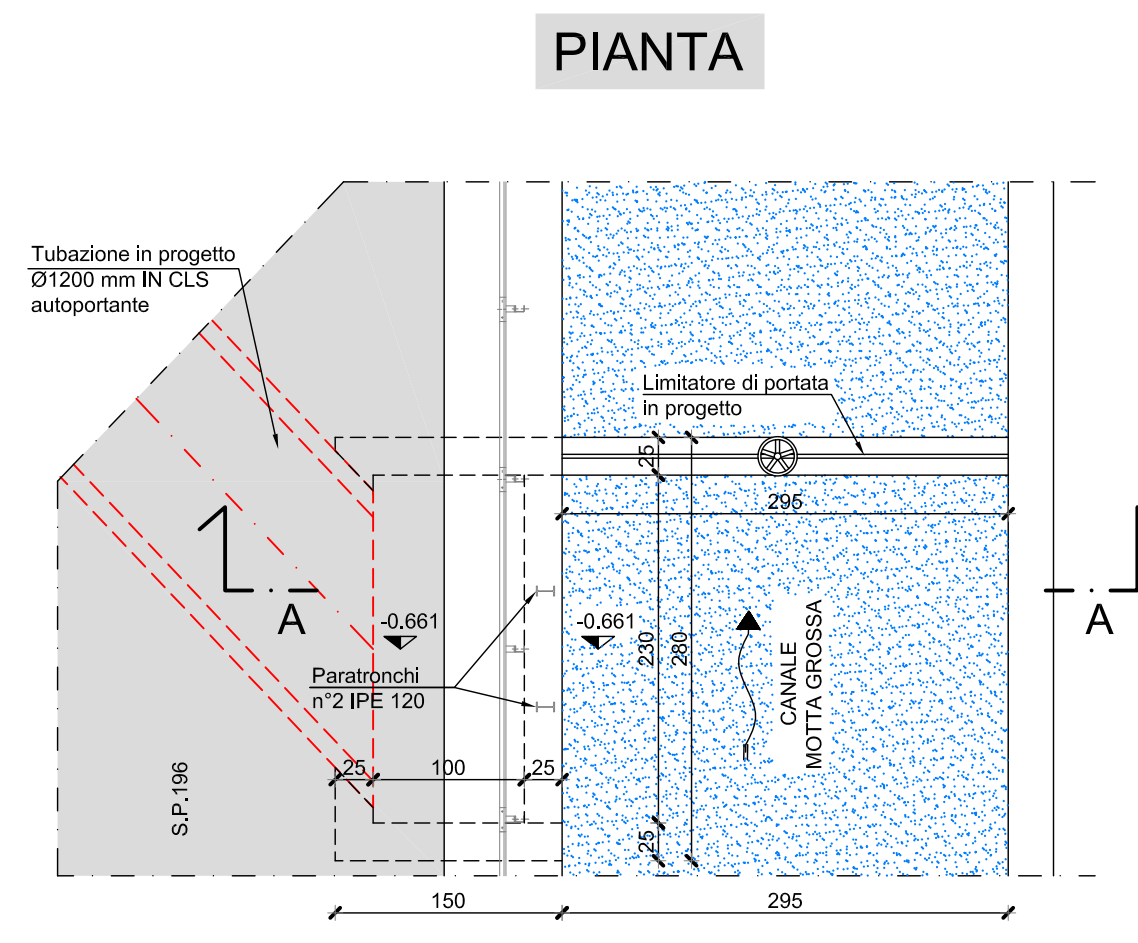 PIANTA
Tubazione in progetto
Ø1200 mm IN CLS
autoportante
Limitatore di portata
in progetto
25
295
A
A
-0.661
-0.661
230
280
CANALE
MOTTA GROSSA
Paratronchi
n°2 IPE 120
25
100
25
S.P.196
25
150
295